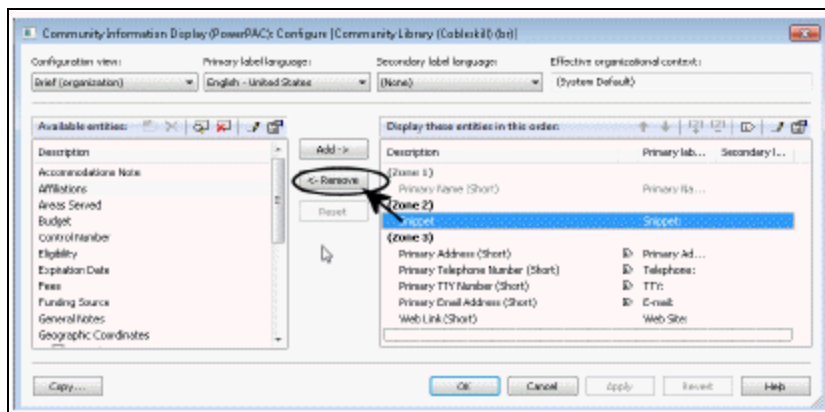 Community Information Display (PowerPAC): Configure [Community Library (Cobleskill) (br)]
Configuration view: Primary label language: Secondary label language: Effective organizational context:
Brief (organization) English - United States (None) (System Default)
Available entities: Display these entities in this order:
Description Add -> Description Primary lab... Secondary l...
Accommodations Note (Zone 1)
Affiliations <- Remove Primary Name (Short) Primary Na...
Areas Served (Zone 2)
Budget Reset Snippet Snippet:
Control Number (Zone 3)
Eligibility Primary Address (Short) Primary Ad...
Expiration Date Primary Telephone Number (Short) Telephone:
Fees Primary TTY Number (Short) TTY:
Funding Source Primary Email Address (Short) E-mail:
General Notes Web Link (Short) Web Site:
Geographic Coordinates
Copy... OK Cancel Apply Revert Help